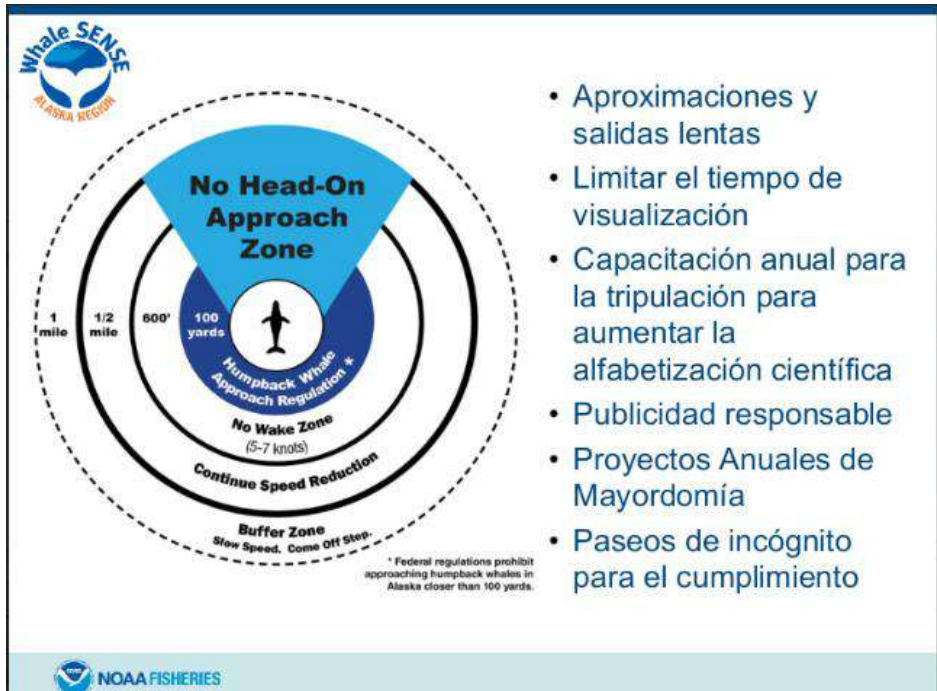 Whale SENSE
ALASKA REGION
No Head-On
Approach
Zone
1
mile
1/2
mile
600'
100
yards
Humpback Whale
Approach Regulation *
No Wake Zone
(5-7 knots)
Continue Speed Reduction
Buffer Zone
Slow Speed. Come Off Step.
* Federal regulations prohibit
approaching humpback whales in
Alaska closer than 100 yards.
• Aproximaciones y
salidas lentas
• Limitar el tiempo de
visualización
• Capacitación anual para
la tripulación para
aumentar la
alfabetización científica
• Publicidad responsable
• Proyectos Anuales de
Mayordomía
• Paseos de incógnito
para el cumplimiento
NOAA FISHERIES